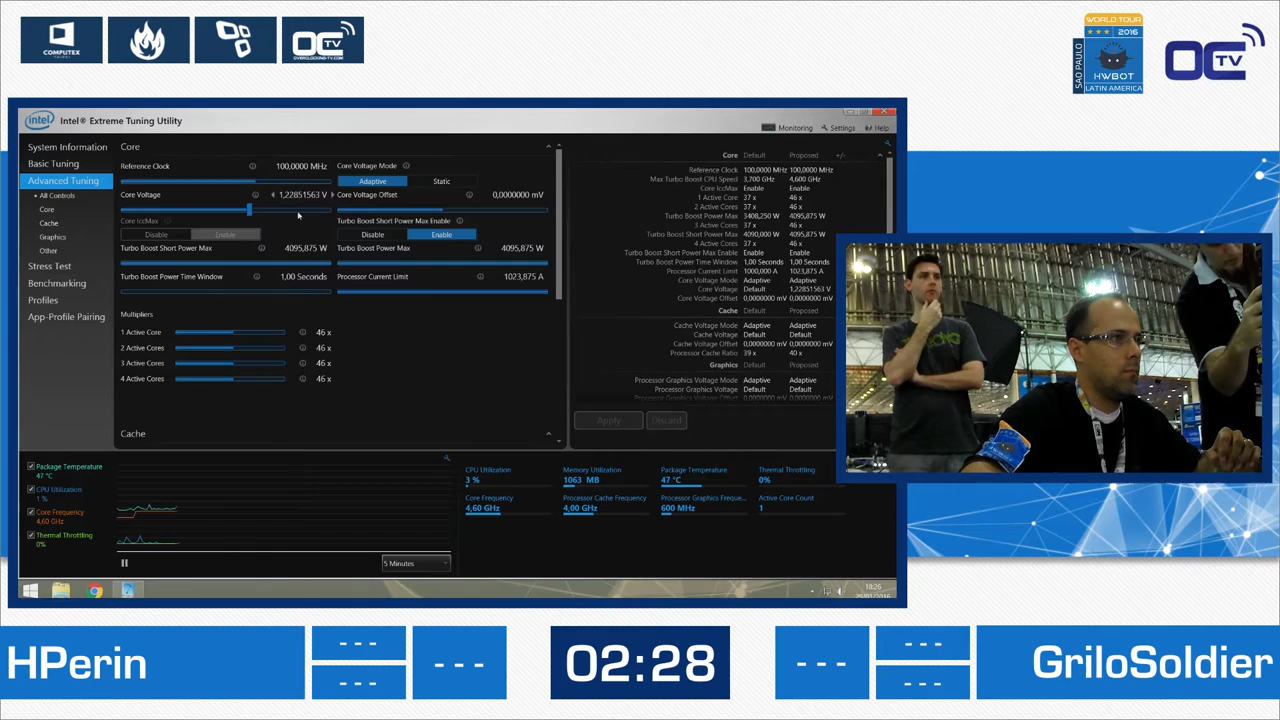 COMPUTEX
TAIPEI
OC TV
OVERCLOCKING-TV.COM
WORLD TOUR
2016
SAO PAULO
HWBOT
LATIN AMERICA
OC TV
intel Intel® Extreme Tuning Utility
Monitoring Settings Help
System Information
Basic Tuning
Advanced Tuning
All Controls
Core
Cache
Graphics
Other
Stress Test
Benchmarking
Profiles
App-Profile Pairing
Core
Reference Clock 100,0000 MHz Core Voltage Mode
Adaptive Static
Core Voltage 1,22851563 V Core Voltage Offset 0,0000000 mV
Core IccMax Turbo Boost Short Power Max Enable
Disable Enable Disable Enable
Turbo Boost Short Power Max 4095,875 W Turbo Boost Power Max 4095,875 W
Turbo Boost Power Time Window 1,00 Seconds Processor Current Limit 1023,875 A
Multipliers
1 Active Core 46 x
2 Active Cores 46 x
3 Active Cores 46 x
4 Active Cores 46 x
Cache
Core Default Proposed +/-
Reference Clock 100,0000 MHz 100,0000 MHz
Max Turbo Boost CPU Speed 3,700 GHz 4,600 GHz
Core IccMax Enable Enable
1 Active Core 37 x 46 x
2 Active Cores 37 x 46 x
Turbo Boost Power Max 3408,250 W 4095,875 W
3 Active Cores 37 x 46 x
Turbo Boost Short Power Max 4090,000 W 4095,875 W
4 Active Cores 37 x 46 x
Turbo Boost Short Power Max Enable Enable Enable
Turbo Boost Power Time Window 1,00 Seconds 1,00 Seconds
Processor Current Limit 1000,000 A 1023,875 A
Core Voltage Mode Adaptive Adaptive
Core Voltage Default 1,22851563 V
Core Voltage Offset 0,0000000 mV 0,0000000 mV
Cache Default Proposed
Cache Voltage Mode Adaptive Adaptive
Cache Voltage Default Default
Cache Voltage Offset 0,0000000 mV 0,0000000 mV
Processor Cache Ratio 39 x 40 x
Graphics Default Proposed
Processor Graphics Voltage Mode Adaptive Adaptive
Processor Graphics Voltage Default Default
Apply Discard
Package Temperature
47 °C
CPU Utilization
1 %
Core Frequency
4,60 GHz
Thermal Throttling
0%
5 Minutes
CPU Utilization Memory Utilization Package Temperature Thermal Throttling
3 % 1063 MB 47 °C 0%
Core Frequency Processor Cache Frequency Processor Graphics Freque... Active Core Count
4,60 GHz 4,00 GHz 600 MHz 1
18:26
HPerin --- --- --- 02:28 --- --- --- GriloSoldier